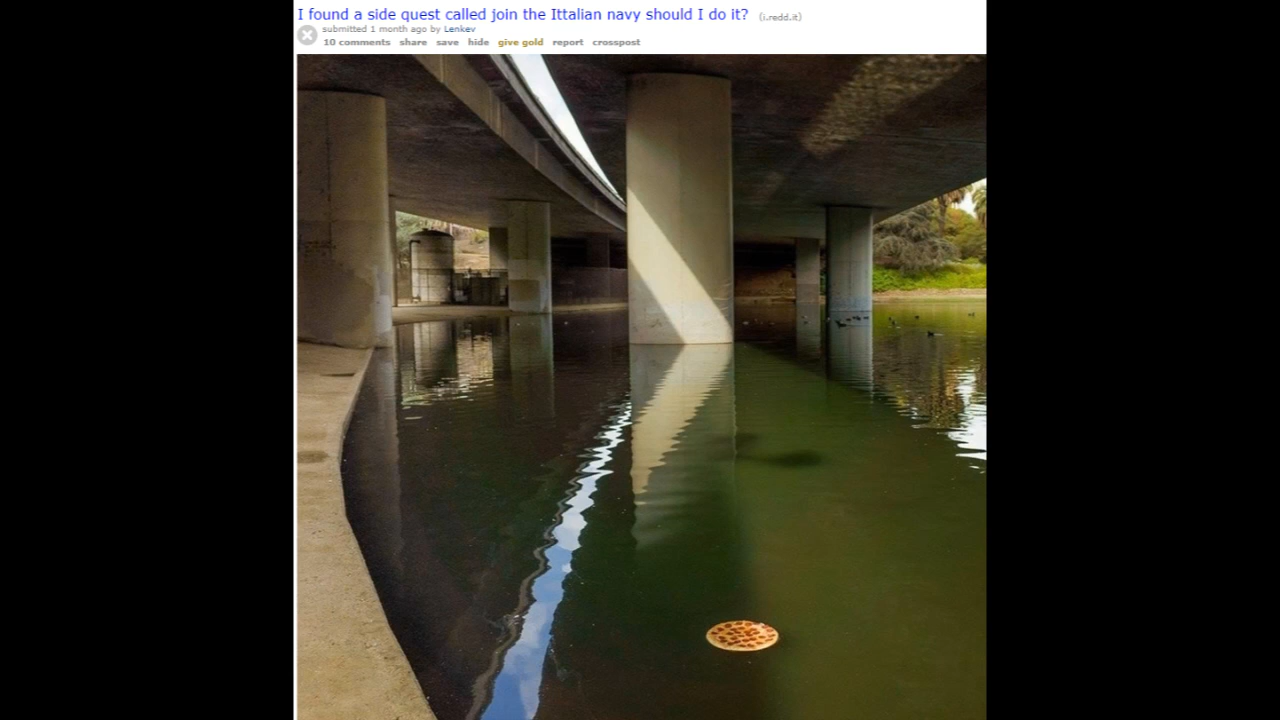 I found a side quest called join the Ittalian navy should I do it? (i.redd.it)
submitted 1 month ago by Lenkev
10 comments share save hide give gold report crosspost